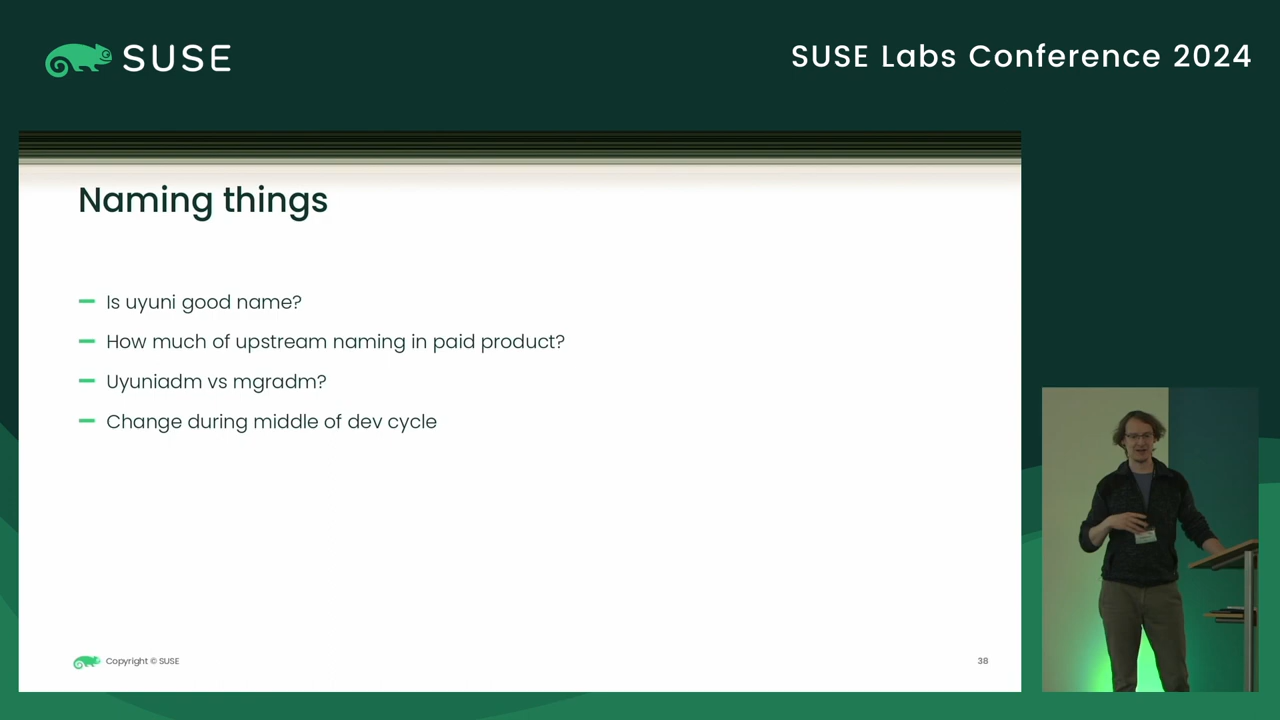 SUSE
SUSE Labs Conference 2024
Naming things
Is uyuni good name?
How much of upstream naming in paid product?
Uyuniadm vs mgradm?
Change during middle of dev cycle
Copyright © SUSE
38